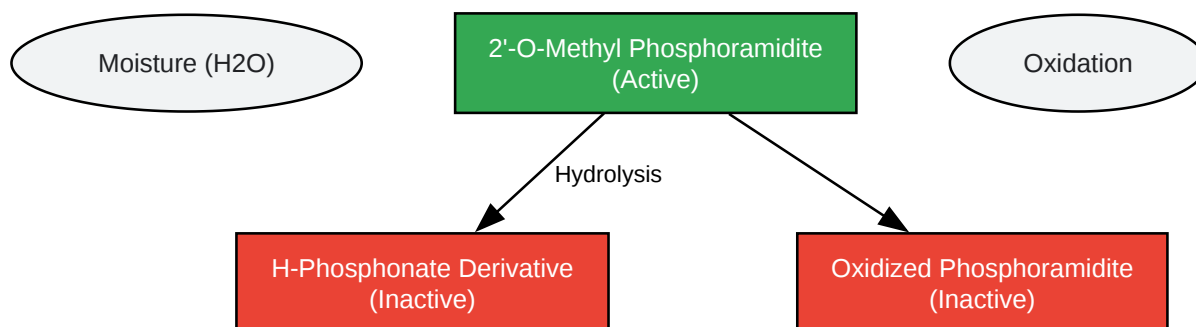 Moisture (H2O)
2'-O-Methyl Phosphoramidite
(Active)
Oxidation
Hydrolysis
H-Phosphonate Derivative
(Inactive)
Oxidized Phosphoramidite
(Inactive)